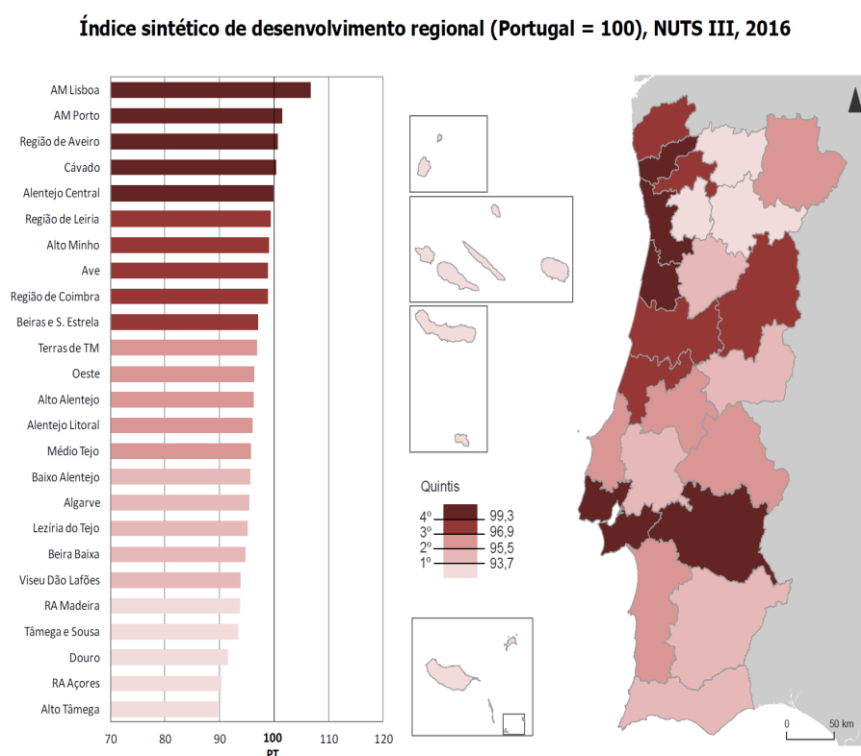 Índice sintético de desenvolvimento regional (Portugal = 100), NUTS III, 2016
AM Lisboa
AM Porto
Região de Aveiro
Cávado
Alentejo Central
Região de Leiria
Alto Minho
Ave
Região de Coimbra
Beiras e S. Estrela
Terras de TM
Oeste
Alto Alentejo
Alentejo Litoral
Médio Tejo
Baixo Alentejo
Algarve
Lezíria do Tejo
Beira Baixa
Viseu Dão Lafões
RA Madeira
Tâmega e Sousa
Douro
RA Açores
Alto Tâmega
70 80 90 100 110 120
PT
Quintis
4º 99,3
3º 96,9
2º 95,5
1º 93,7
0 50 km